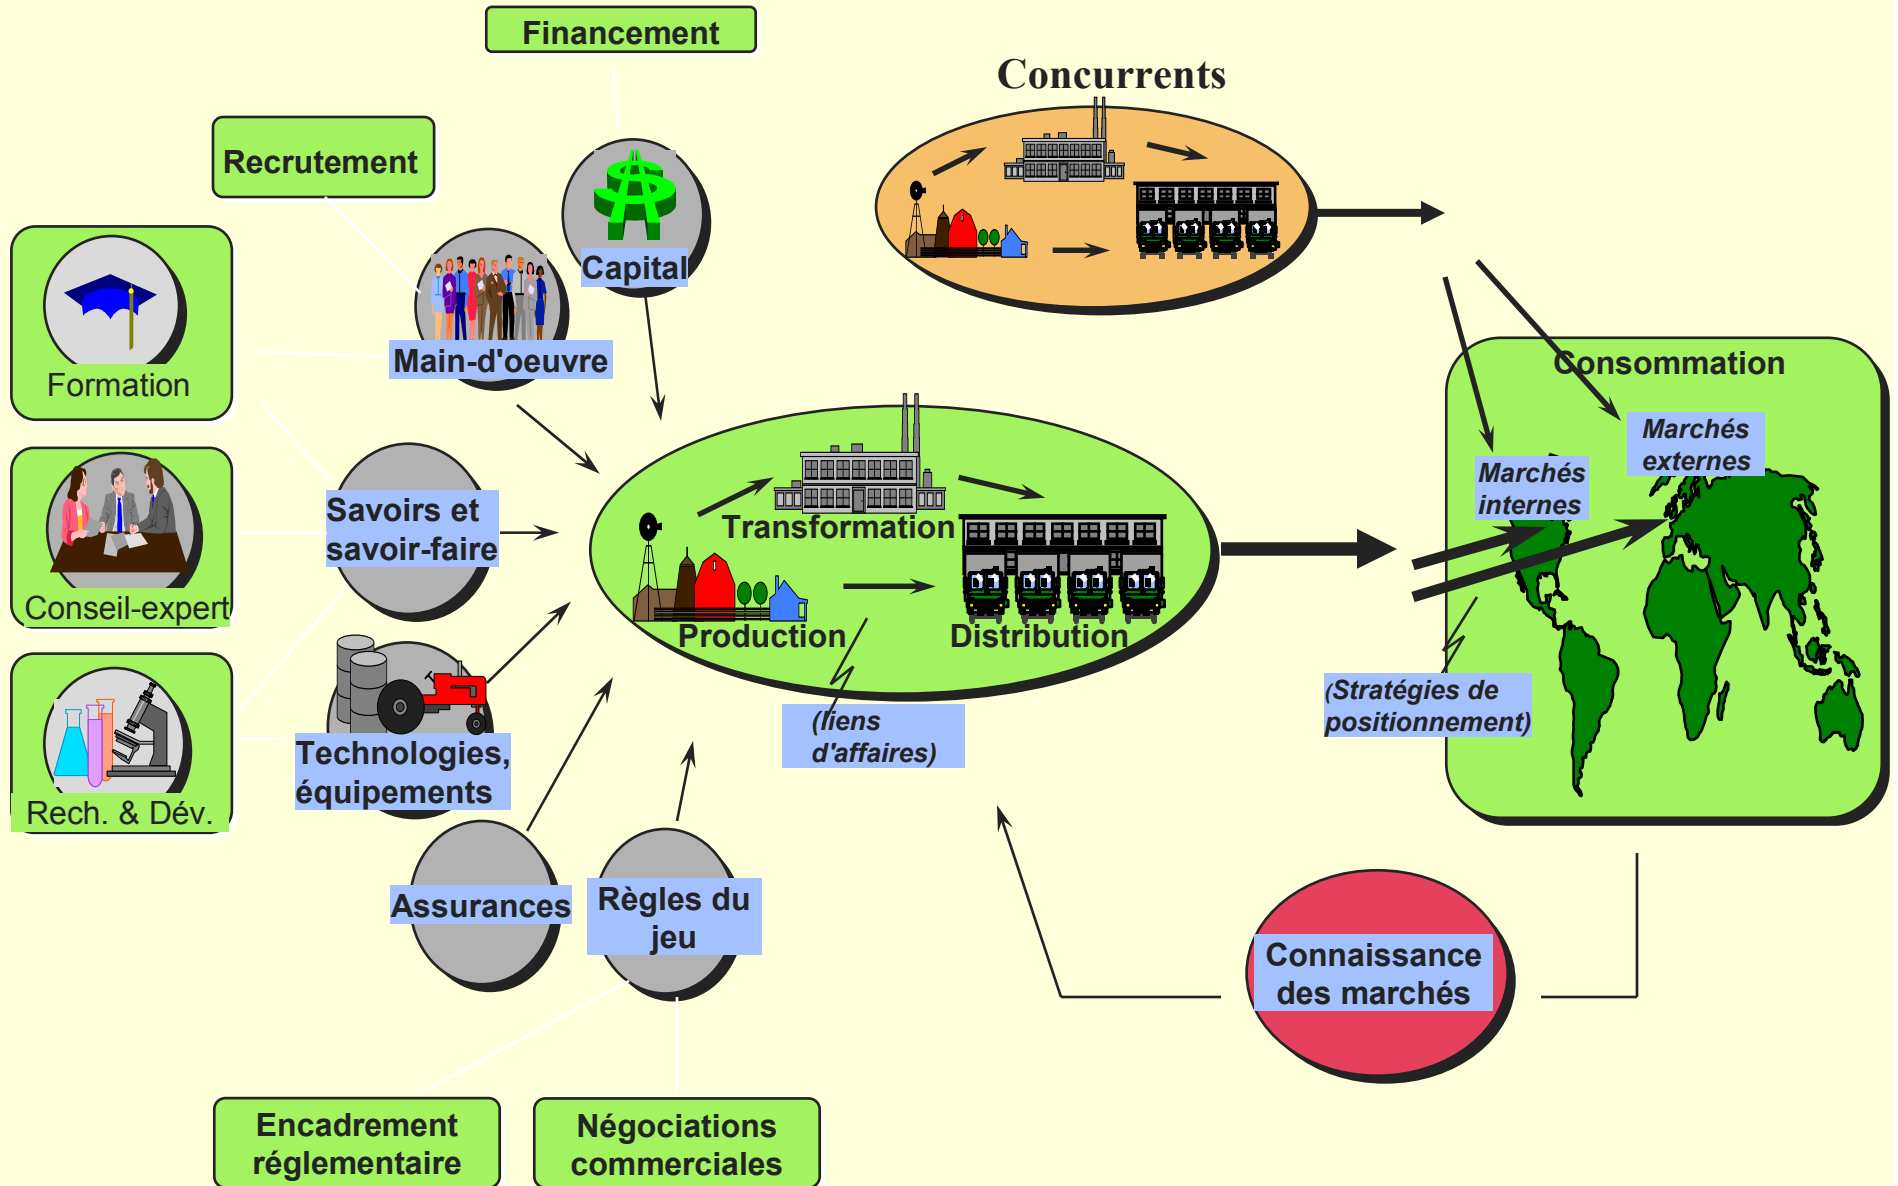 Financement
Concurrents
Recrutement
Capital
Main-d'oeuvre
Formation
Consommation
Marchés
externes
Marchés
internes
Savoirs et
savoir-faire
Transformation
Conseil-expert
Production
Distribution
(liens
d'affaires)
(Stratégies de
positionnement)
Technologies,
équipements
Rech. & Dév.
Assurances
Règles du
jeu
Connaissance
des marchés
Encadrement
réglementaire
Négociations
commerciales